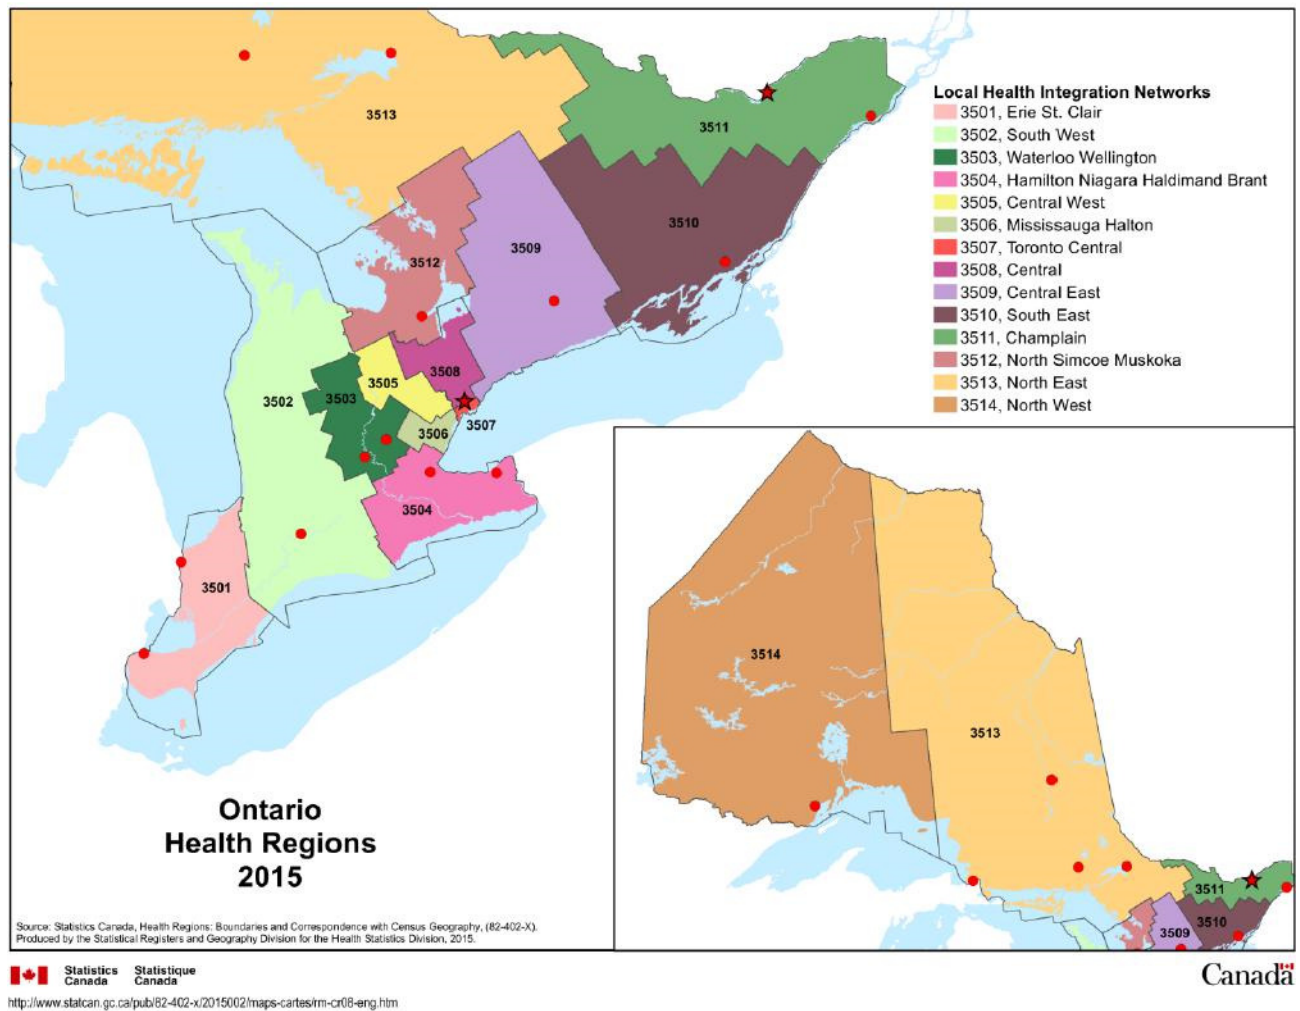 3513
3511
3510
3509
3512
3508
3505
3502
3503
3507
3506
3504
3501
Local Health Integration Networks
3501, Erie St. Clair
3502, South West
3503, Waterloo Wellington
3504, Hamilton Niagara Haldimand Brant
3505, Central West
3506, Mississauga Halton
3507, Toronto Central
3508, Central
3509, Central East
3510, South East
3511, Champlain
3512, North Simcoe Muskoka
3513, North East
3514, North West
3514
3513
3511
3510
3509
Ontario
Health Regions
2015
Source: Statistics Canada, Health Regions: Boundaries and Correspondence with Census Geography, (82-402-X).
Produced by the Statistical Registers and Geography Division for the Health Statistics Division, 2015.
Statistics Statistique
Canada Canada
Canada
http://www.statcan.gc.ca/pub/82-402-x/2015002/maps-cartes/rm-cr08-eng.htm